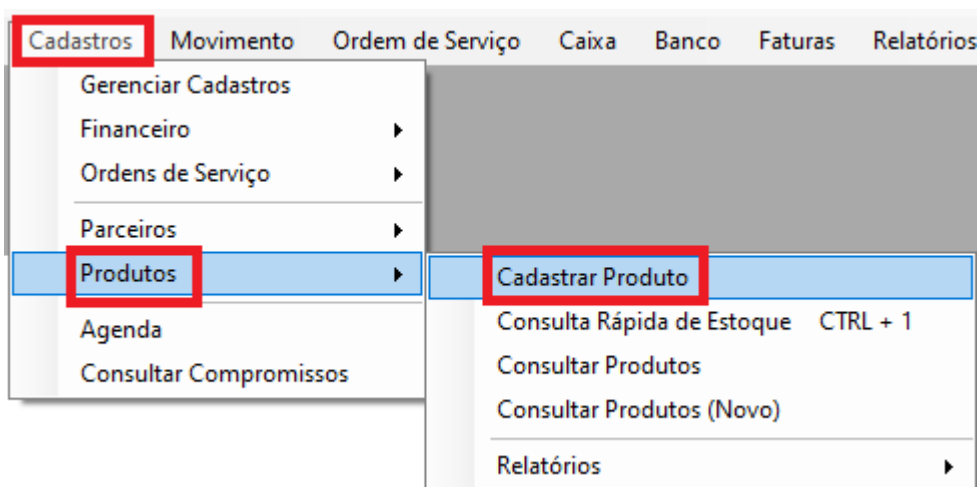 Cadastros Movimento Ordem de Serviço Caixa Banco Faturas Relatórios
Gerenciar Cadastros
Financeiro
Ordens de Serviço
Parceiros
Produtos
Agenda
Consultar Compromissos
Cadastrar Produto
Consulta Rápida de Estoque CTRL + 1
Consultar Produtos
Consultar Produtos (Novo)
Relatórios